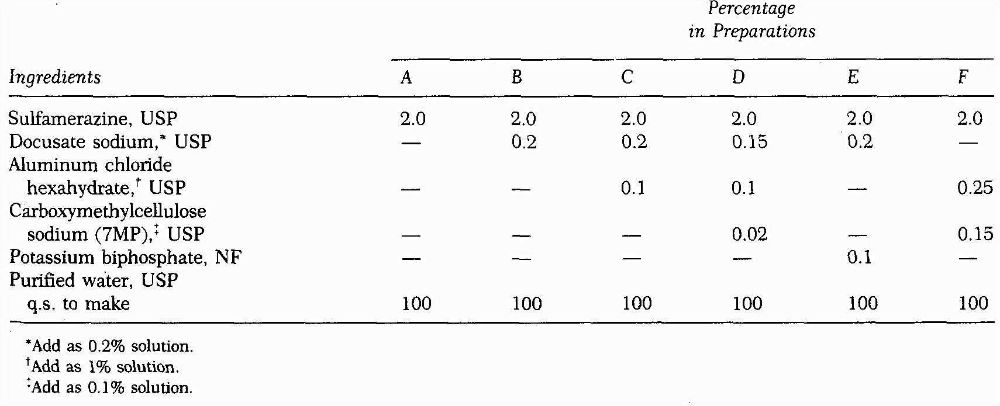 Percentage
in Preparations
Ingredients A B C D E F
Sulfamerazine, USP 2.0 2.0 2.0 2.0 2.0 2.0
Docusate sodium,* USP — 0.2 0.2 0.15 0.2 —
Aluminum chloride
hexahydrate,† USP — — 0.1 0.1 — 0.25
Carboxymethylcellulose
sodium (7MP),‡ USP — — — 0.02 — 0.15
Potassium biphosphate, NF — — — — 0.1 —
Purified water, USP
q.s. to make 100 100 100 100 100 100
*Add as 0.2% solution.
†Add as 1% solution.
‡Add as 0.1% solution.